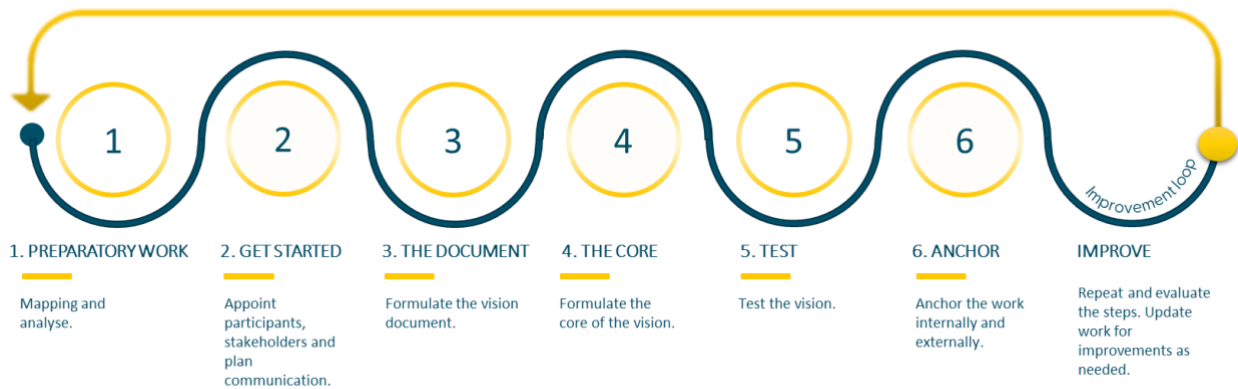 1
2
3
4
5
6
Improvement loop
1. PREPARATORY WORK
Mapping and
analyse.
2. GET STARTED
Appoint
participants,
stakeholders and
plan
communication.
3. THE DOCUMENT
Formulate the vision
document.
4. THE CORE
Formulate the
core of the vision.
5. TEST
Test the vision.
6. ANCHOR
Anchor the work
internally and
externally.
IMPROVE
Repeat and evaluate
the steps. Update
work for
improvements as
needed.